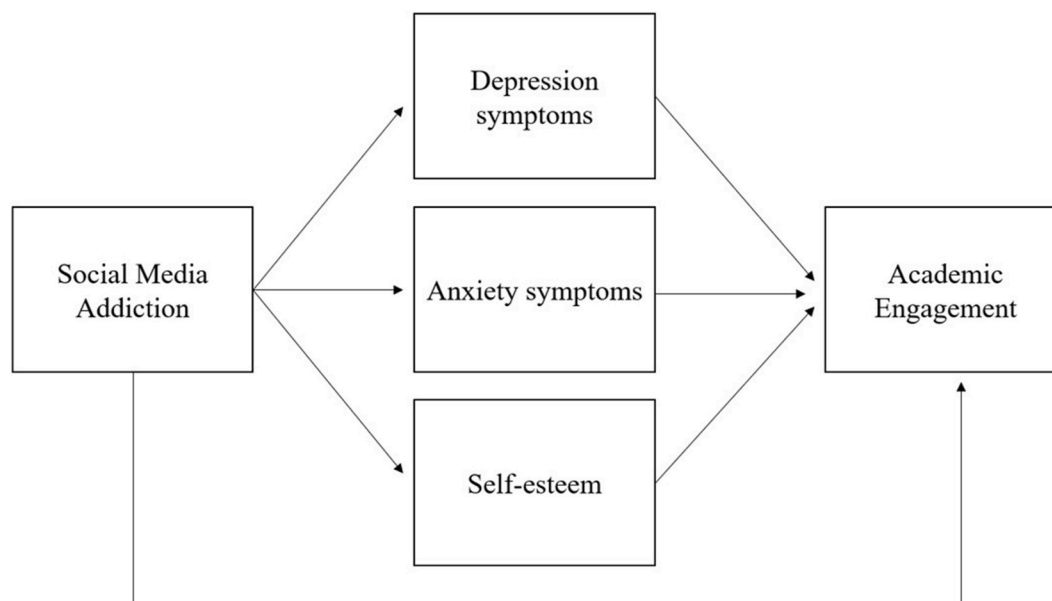 Depression
symptoms
Social Media
Addiction
Anxiety symptoms
Academic
Engagement
Self-esteem